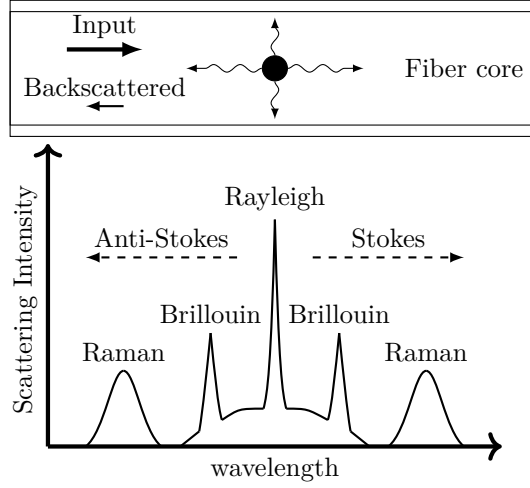 Input
Backscattered
Fiber core
Rayleigh
Anti-Stokes
Stokes
Brillouin
Brillouin
Raman
Raman
Scattering Intensity
wavelength